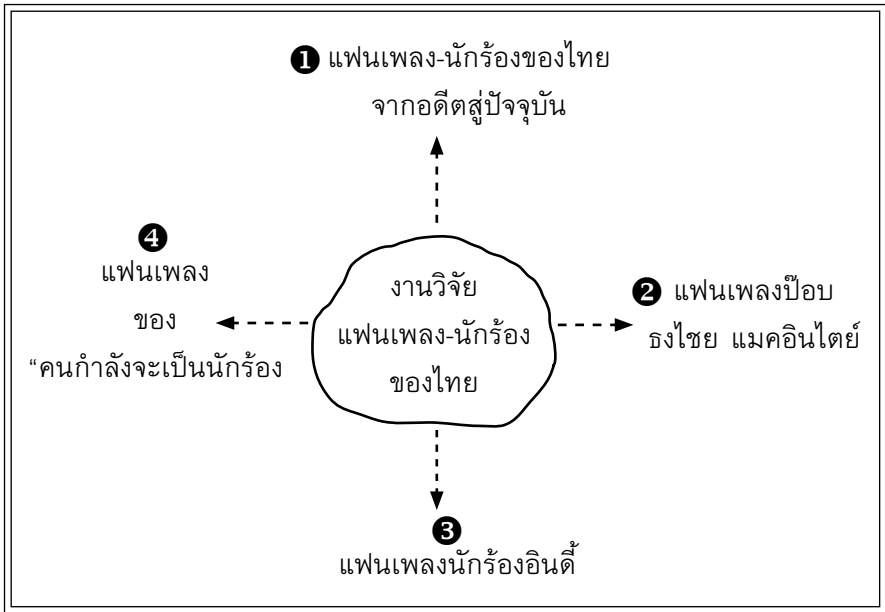 ❶ แฟนเพลง-นักร้องของไทย
จากอดีตสู่ปัจจุบัน
งานวิจัย
แฟนเพลง-นักร้อง
ของไทย
❷ แฟนเพลงป๊อบ
ธงไชย แมคอินไตย์
❸
แฟนเพลงนักร้องอินดี้
❹
แฟนเพลง
ของ
“คนกำลังจะเป็นนักร้อง